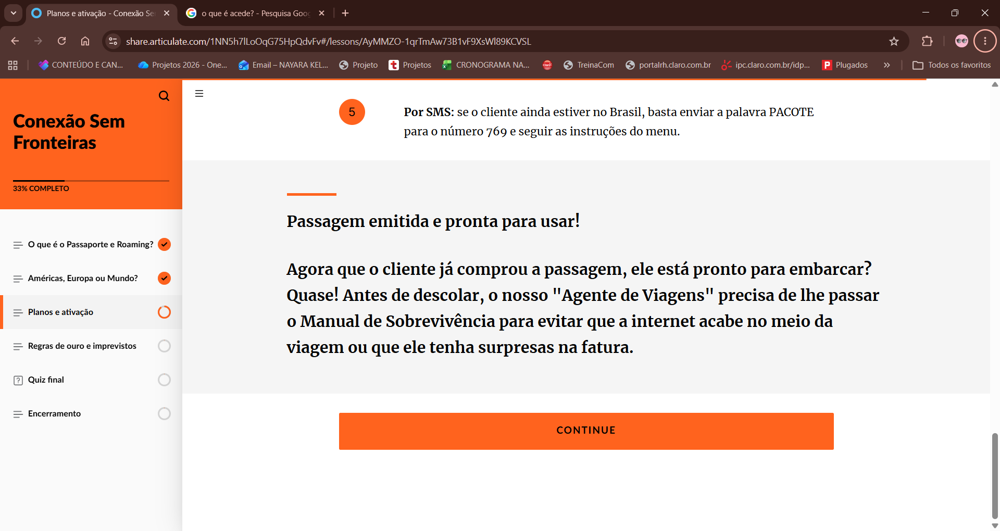 Planos e ativação - Conexão Se
o que é acede? - Pesquisa Goo
share.articulate.com/1NN5h7lLoOqG75HpQdvFv#/lessons/AyMMZO-1qrTmAw73B1vF9XsWl89KCVSL
CONTEÚDO E CAN...
Projetos 2026 - One...
Email – NAYARA KEL...
Projeto
Projetos
CRONOGRAMA NA...
TreinaCom
portalrh.claro.com.br
ipc.claro.com.br/idp...
Plugados
Todos os favoritos
Conexão Sem
Fronteiras
33% COMPLETO
O que é o Passaporte e Roaming?
Américas, Europa ou Mundo?
Planos e ativação
Regras de ouro e imprevistos
Quiz final
Encerramento
5
Por SMS: se o cliente ainda estiver no Brasil, basta enviar a palavra PACOTE
para o número 769 e seguir as instruções do menu.
Passagem emitida e pronta para usar!
Agora que o cliente já comprou a passagem, ele está pronto para embarcar?
Quase! Antes de descolar, o nosso "Agente de Viagens" precisa de lhe passar
o Manual de Sobrevivência para evitar que a internet acabe no meio da
viagem ou que ele tenha surpresas na fatura.
CONTINUE